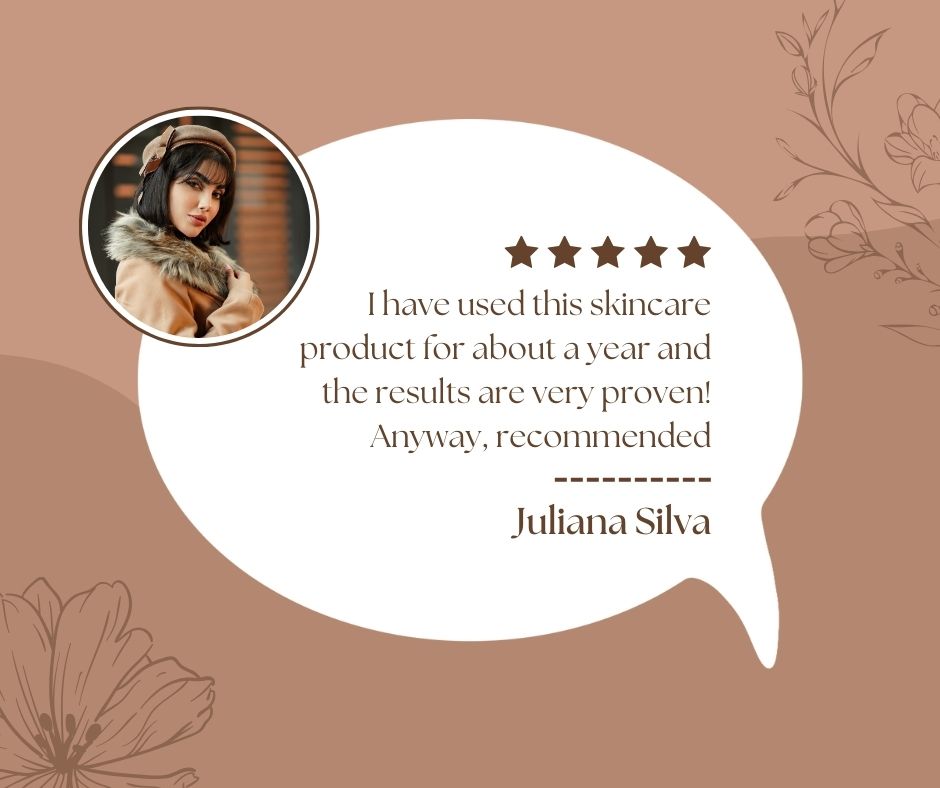 I have used this skincare
product for about a year and
the results are very proven!
Anyway, recommended
----------
Juliana Silva